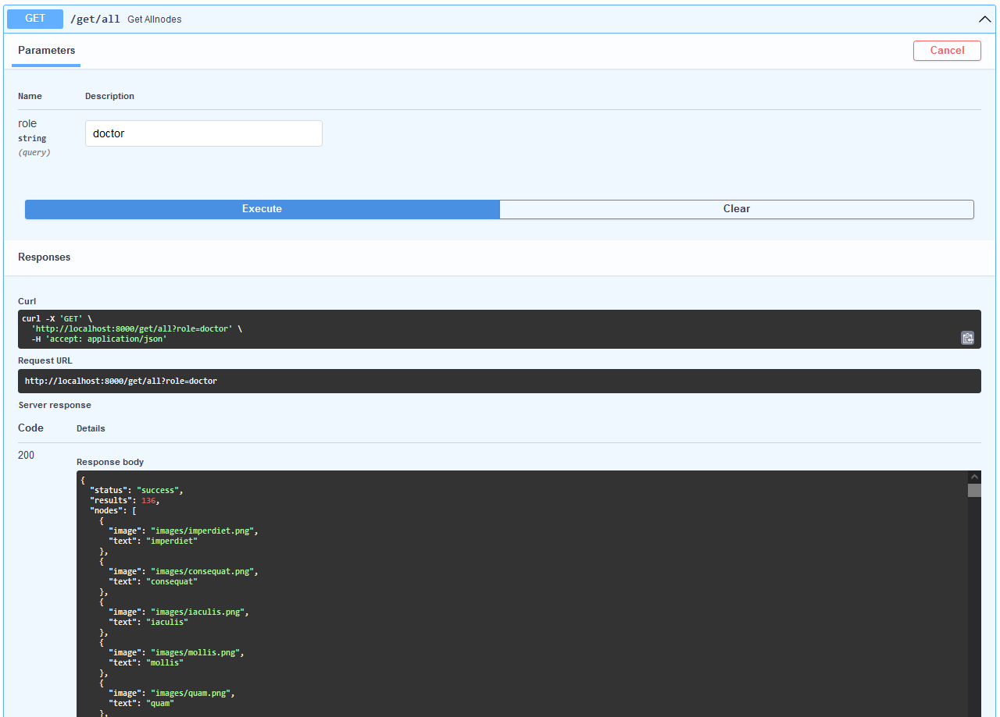 GET /get/all Get Allnodes
Parameters
Cancel
Name Description
role
string
(query)
doctor
Execute Clear
Responses
Curl
curl -X 'GET' \
  'http://localhost:8000/get/all?role=doctor' \
  -H 'accept: application/json'
Request URL
http://localhost:8000/get/all?role=doctor
Server response
Code Details
200
Response body
{
  "status": "success",
  "results": 136,
  "nodes": [
    {
      "image": "images/imperdiet.png",
      "text": "imperdiet"
    },
    {
      "image": "images/consequat.png",
      "text": "consequat"
    },
    {
      "image": "images/iaculis.png",
      "text": "iaculis"
    },
    {
      "image": "images/mollis.png",
      "text": "mollis"
    },
    {
      "image": "images/quam.png",
      "text": "quam"
    },